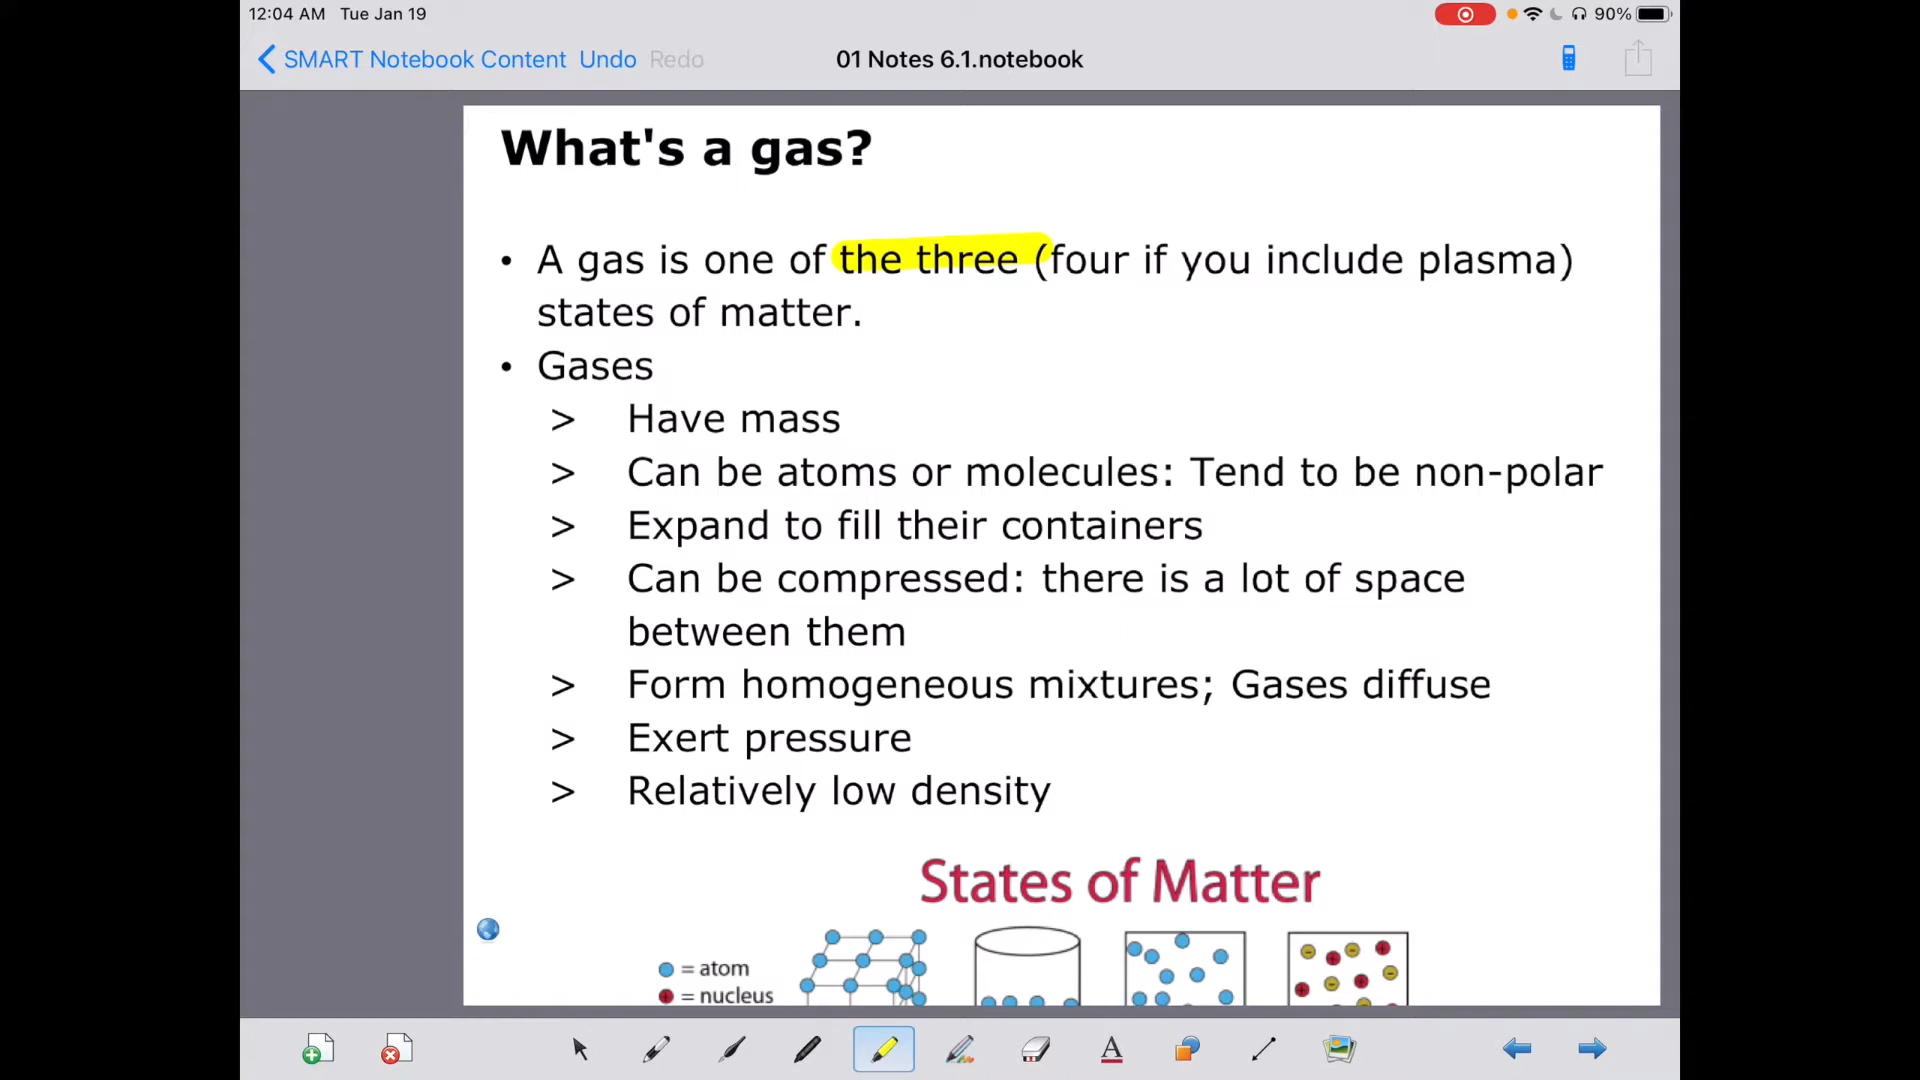 12:04 AM Tue Jan 19
90%
SMART Notebook Content Undo Redo
01 Notes 6.1.notebook
What's a gas?
• A gas is one of the three (four if you include plasma)
states of matter.
• Gases
> Have mass
> Can be atoms or molecules: Tend to be non-polar
> Expand to fill their containers
> Can be compressed: there is a lot of space
between them
> Form homogeneous mixtures; Gases diffuse
> Exert pressure
> Relatively low density
States of Matter
= atom
= nucleus
A